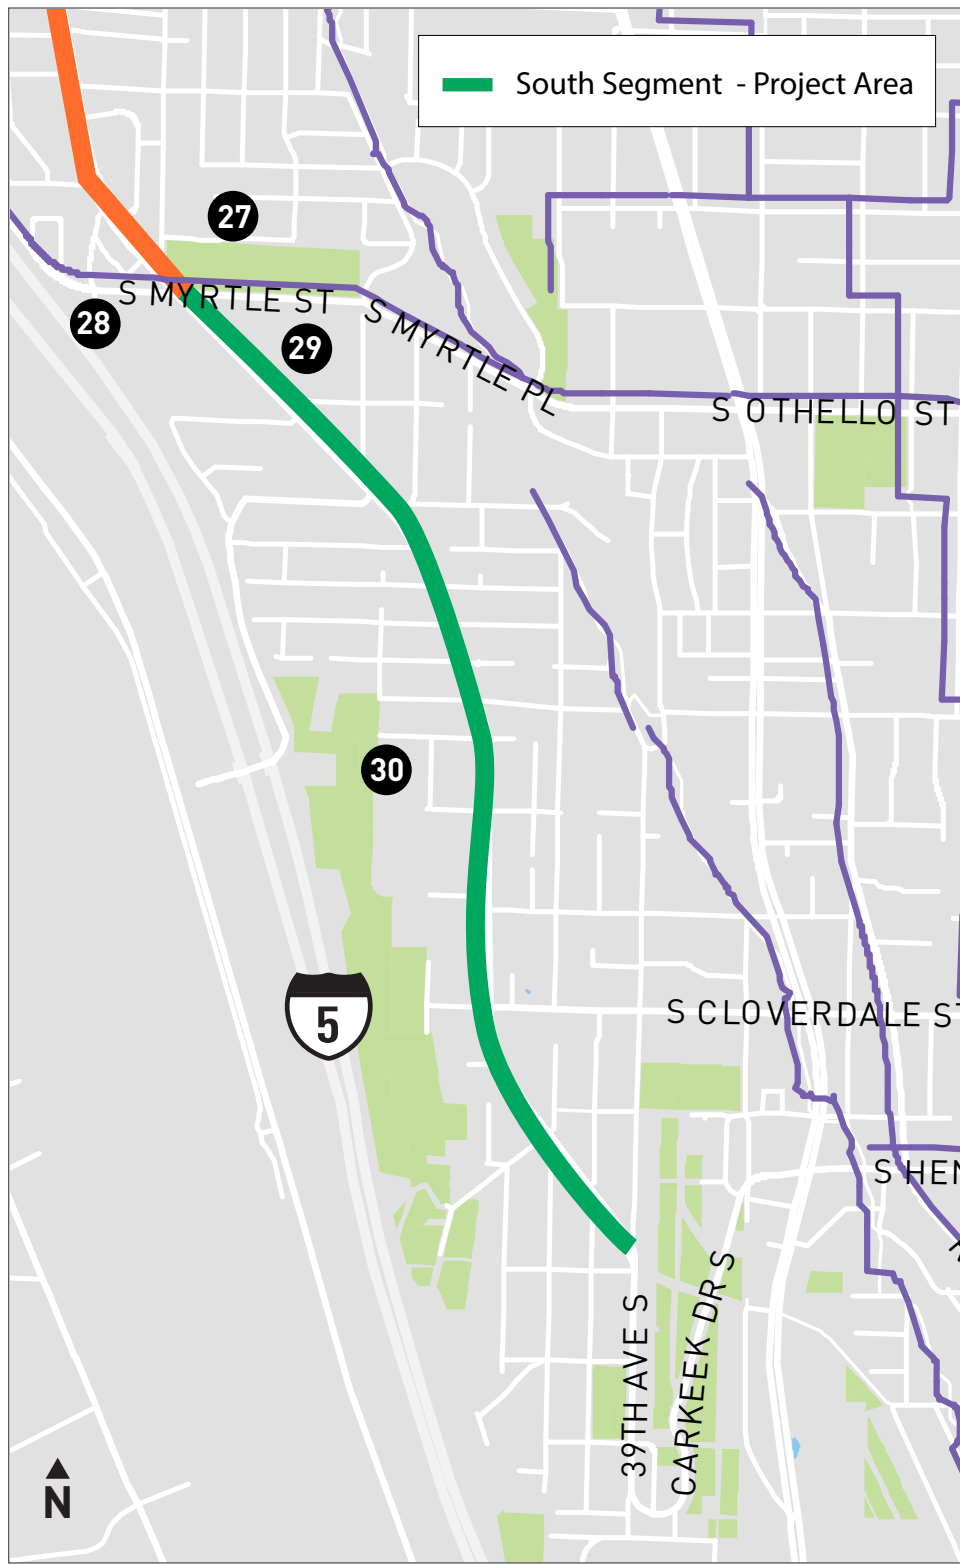 South Segment - Project Area
27
S MYRTLE ST
28
29
S MYRTLE PL
S OTHELLO ST
30
5
S CLOVERDALE ST
S HEN
39TH AVE S
CARKEEK DR S
N